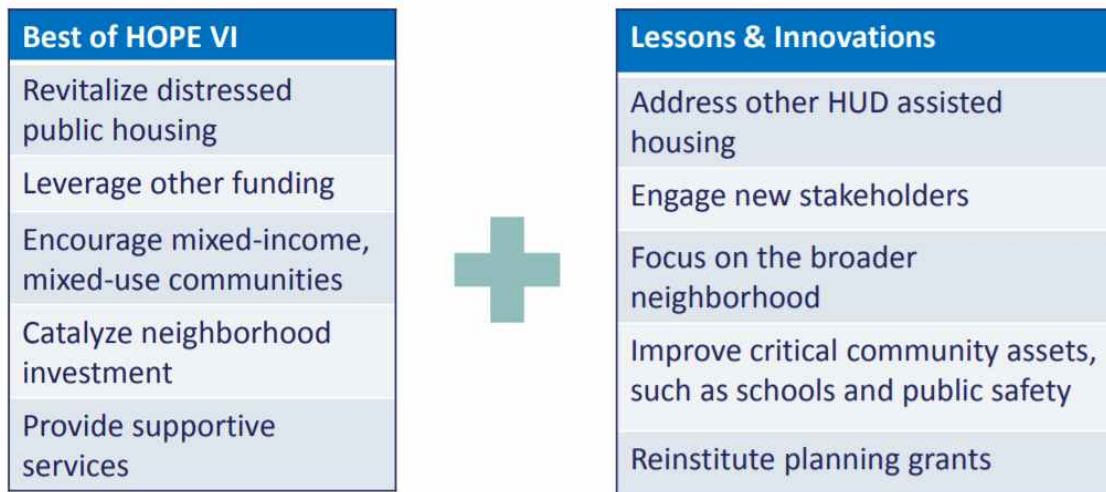 Best of HOPE VI
Revitalize distressed
public housing
Leverage other funding
Encourage mixed-income,
mixed-use communities
Catalyze neighborhood
investment
Provide supportive
services
Lessons & Innovations
Address other HUD assisted
housing
Engage new stakeholders
Focus on the broader
neighborhood
Improve critical community assets,
such as schools and public safety
Reinstitute planning grants